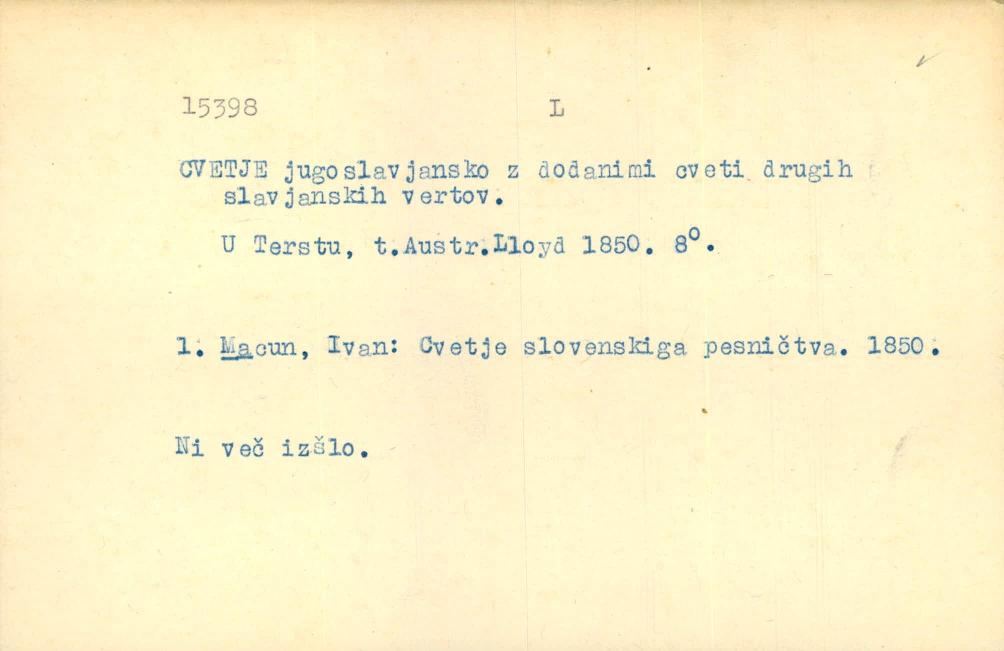 15398 L
CVETJE jugoslavjansko z dodanimi cveti drugih
slavjanskih vertov.
U Terstu, t.Austr.Lloyd 1850. 8°.
1. Macun, Ivan: Cvetje slovenskiga pesničtva. 1850.
Ni več izšlo.